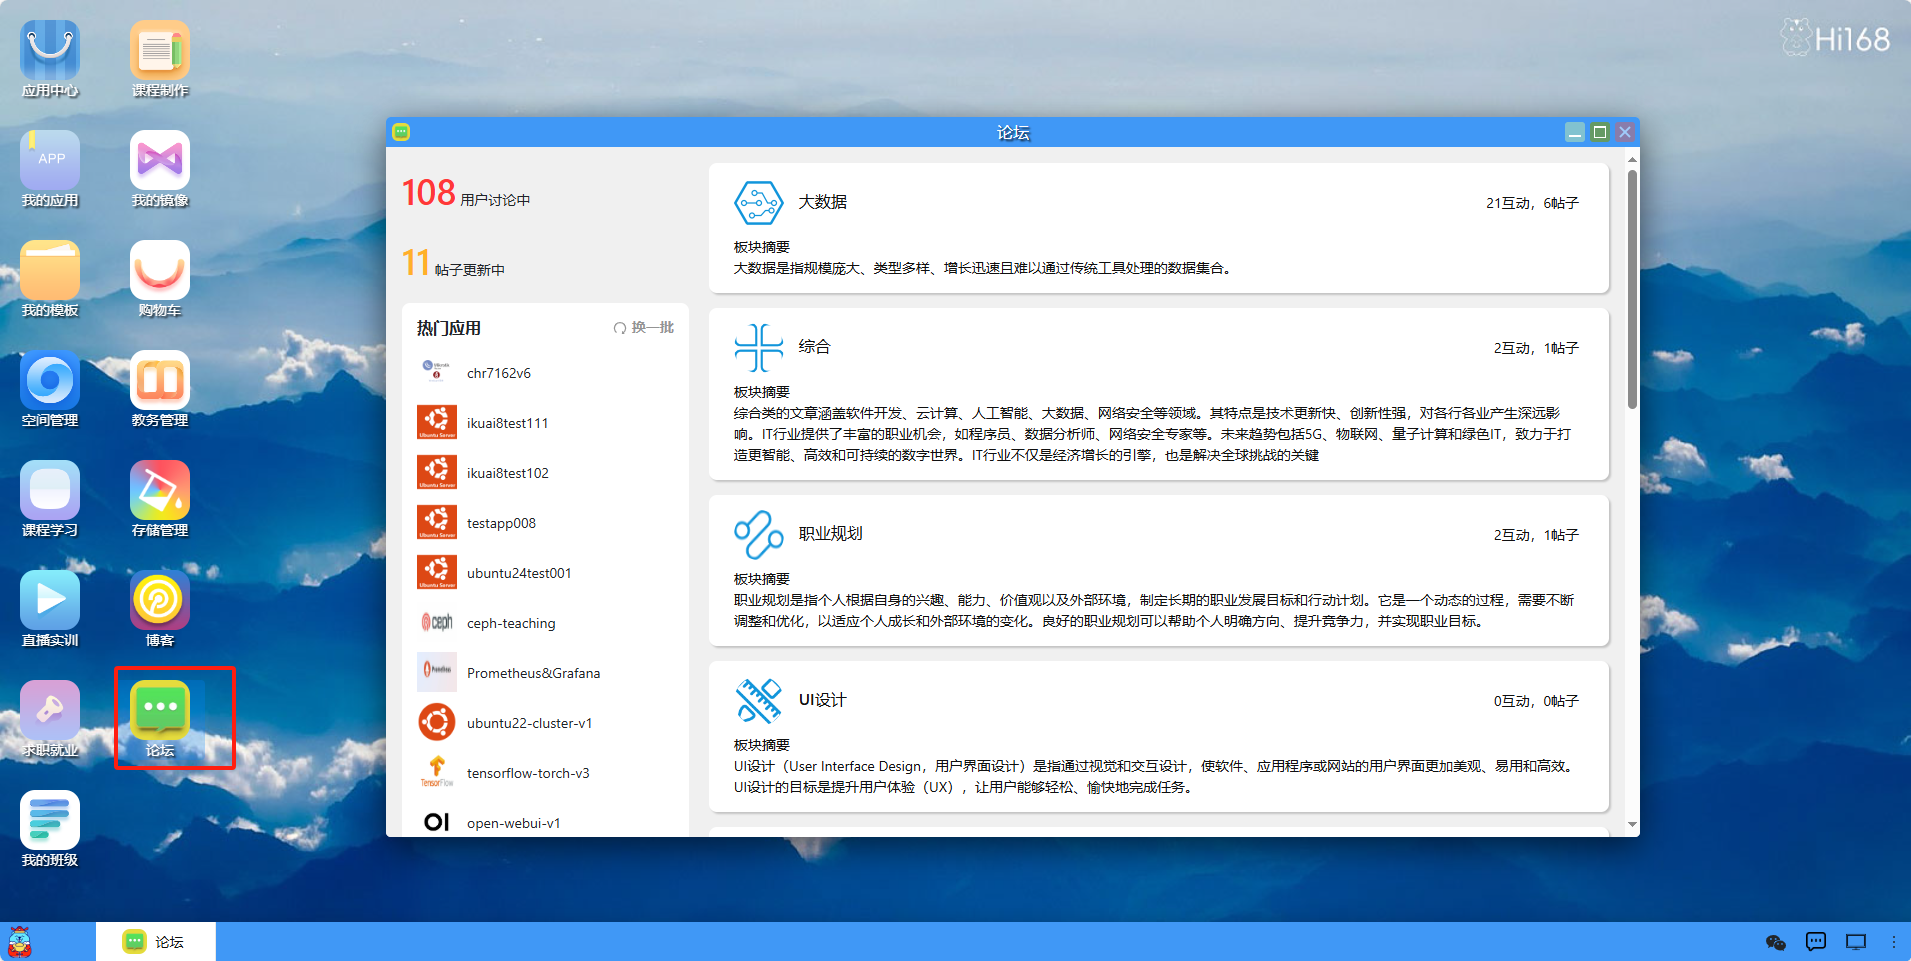 应用中心
课程制作
APP
我的应用
我的镜像
我的模板
购物车
空间管理
教务管理
课程学习
存储管理
直播实训
博客
求职就业
论坛
我的班级
Hi168
论坛
108 用户讨论中
11 帖子更新中
热门应用
换一批
chr7162v6
Ubuntu Server
ikuai8test111
Ubuntu Server
ikuai8test102
Ubuntu Server
testapp008
Ubuntu Server
ubuntu24test001
ceph
ceph-teaching
Prometheus
Prometheus&Grafana
ubuntu22-cluster-v1
TensorFlow
tensorflow-torch-v3
OI
open-webui-v1
大数据
21互动，6帖子
板块摘要
大数据是指规模庞大、类型多样、增长迅速且难以通过传统工具处理的数据集合。
综合
2互动，1帖子
板块摘要
综合类的文章涵盖软件开发、云计算、人工智能、大数据、网络安全等领域。其特点是技术更新快、创新性强，对各行各业产生深远影
响。IT行业提供了丰富的职业机会，如程序员、数据分析师、网络安全专家等。未来趋势包括5G、物联网、量子计算和绿色IT，致力于打
造更智能、高效和可持续的数字世界。IT行业不仅是经济增长的引擎，也是解决全球挑战的关键
职业规划
2互动，1帖子
板块摘要
职业规划是指个人根据自身的兴趣、能力、价值观以及外部环境，制定长期的职业发展目标和行动计划。它是一个动态的过程，需要不断
调整和优化，以适应个人成长和外部环境的变化。良好的职业规划可以帮助个人明确方向、提升竞争力，并实现职业目标。
UI设计
0互动，0帖子
板块摘要
UI设计（User Interface Design，用户界面设计）是指通过视觉和交互设计，使软件、应用程序或网站的用户界面更加美观、易用和高效。
UI设计的目标是提升用户体验（UX），让用户能够轻松、愉快地完成任务。
论坛